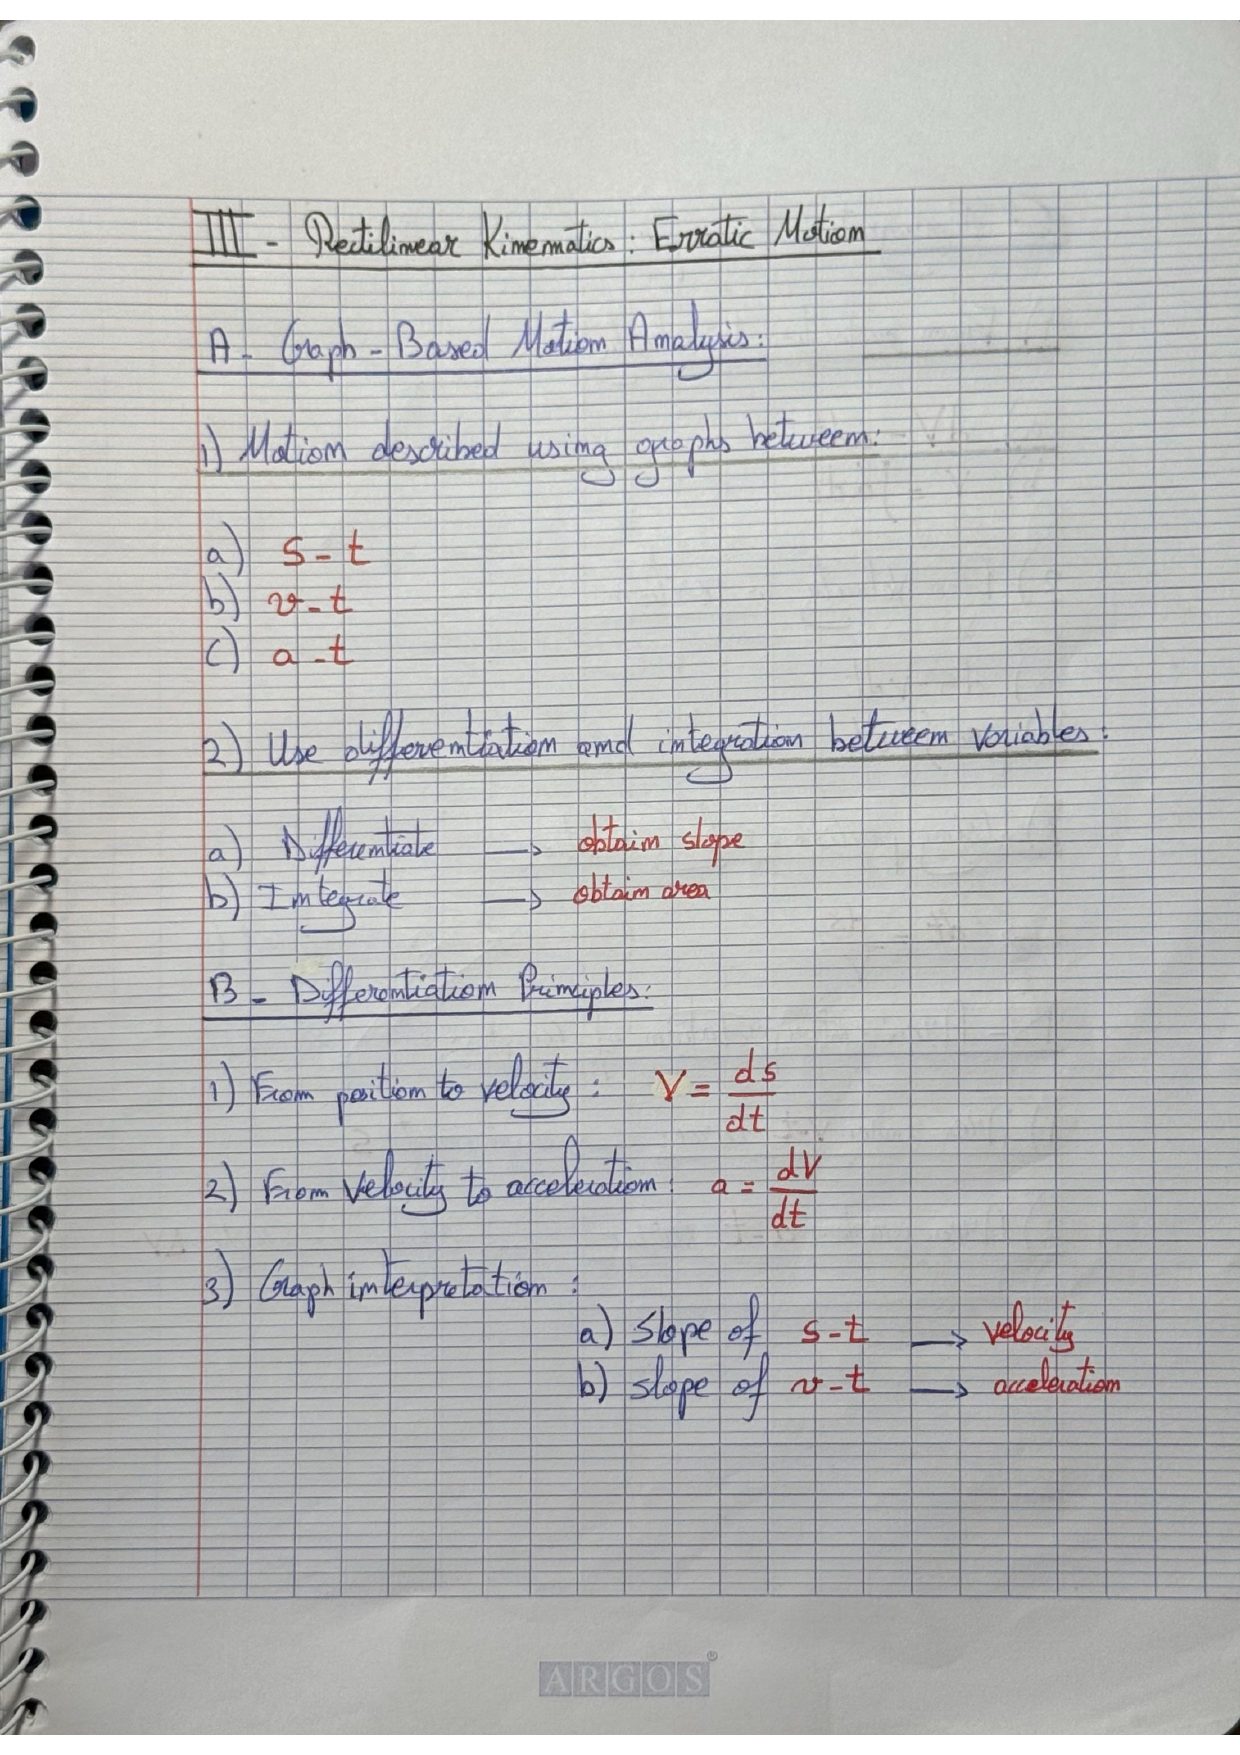 III - Rectilinear Kinematics: Erratic Motion
A - Graph-Based Motion Analysis:
1) Motion described using graphs between:
a) s-t
b) v-t
c) a-t
2) Use differentiation and integration between variables:
a) Differentiate → obtain slope
b) Integrate → obtain area
B - Differentiation Principles:
1) From position to velocity: V = ds/dt
2) From velocity to acceleration: a = dV/dt
3) Graph interpretation:
a) slope of s-t → velocity
b) slope of v-t → acceleration
ARGOS®